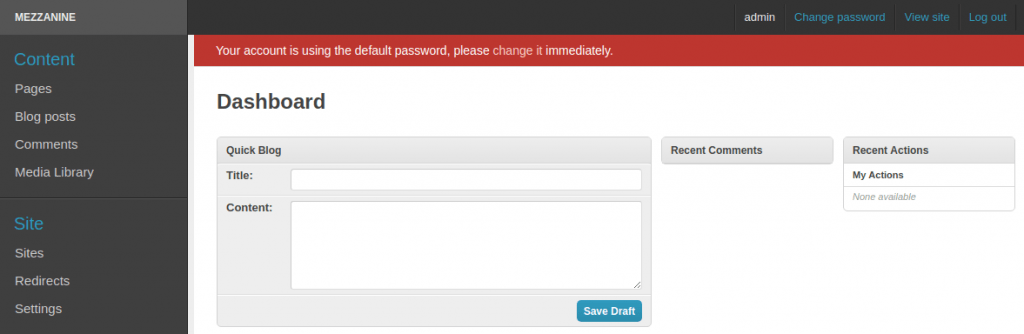 MEZZANINE
admin Change password View site Log out
Content
Pages
Blog posts
Comments
Media Library
Site
Sites
Redirects
Settings
Your account is using the default password, please change it immediately.
Dashboard
Quick Blog
Title:
Content:
Save Draft
Recent Comments
Recent Actions
My Actions
None available